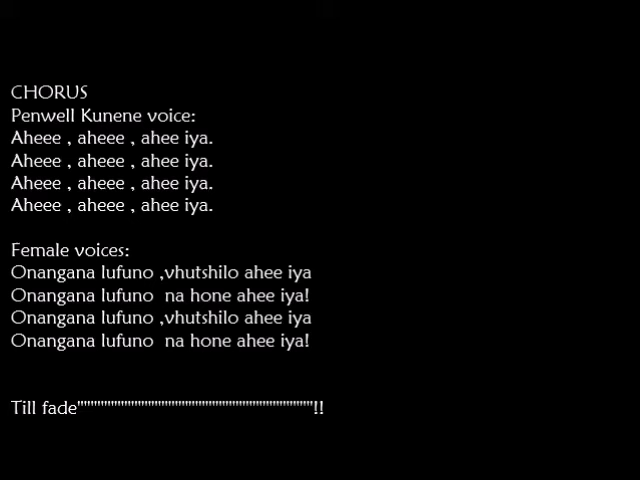 CHORUS
Penwell Kunene voice:
Aheee , aheee , ahee iya.
Aheee , aheee , ahee iya.
Aheee , aheee , ahee iya.
Aheee , aheee , ahee iya.
Female voices:
Onangana lufuno ,vhutshilo ahee iya
Onangana lufuno  na hone ahee iya!
Onangana lufuno ,vhutshilo ahee iya
Onangana lufuno  na hone ahee iya!
Till fade""""""""""""""""""""""""""""""""""""!!